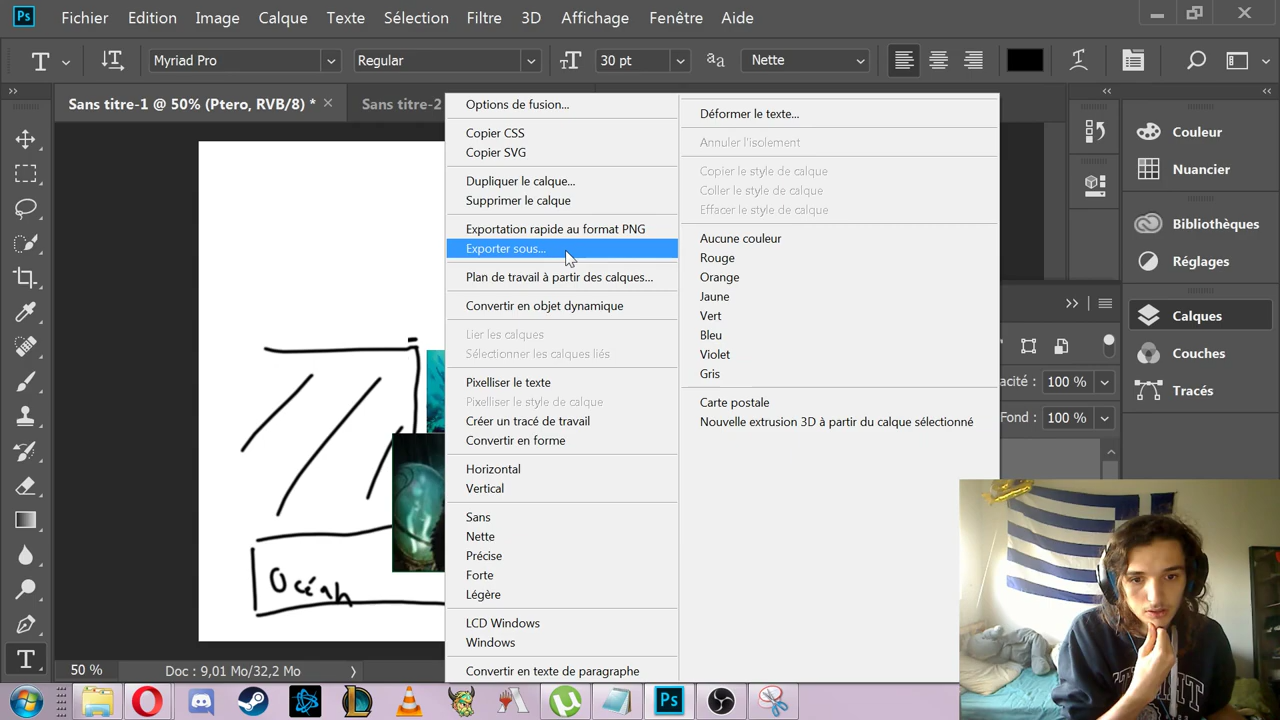 Ps Fichier Edition Image Calque Texte Sélection Filtre 3D Affichage Fenêtre Aide
T Myriad Pro Regular 30 pt Nette
Sans titre-1 @ 50% (Ptero, RVB/8) * Sans titre-2
Options de fusion...
Copier CSS
Copier SVG
Dupliquer le calque...
Supprimer le calque
Exportation rapide au format PNG
Exporter sous...
Plan de travail à partir des calques...
Convertir en objet dynamique
Lier les calques
Sélectionner les calques liés
Pixelliser le texte
Pixelliser le style de calque
Créer un tracé de travail
Convertir en forme
Horizontal
Vertical
Sans
Nette
Précise
Forte
Légère
LCD Windows
Windows
Convertir en texte de paragraphe
Déformer le texte...
Annuler l'isolement
Copier le style de calque
Coller le style de calque
Effacer le style de calque
Aucune couleur
Rouge
Orange
Jaune
Vert
Bleu
Violet
Gris
Carte postale
Nouvelle extrusion 3D à partir du calque sélectionné
Couleur
Nuancier
Bibliothèques
Réglages
Calques
Couches
Tracés
acité : 100 %
Fond : 100 %
Océan
50 % Doc : 9,01 Mo/32,2 Mo
Ps